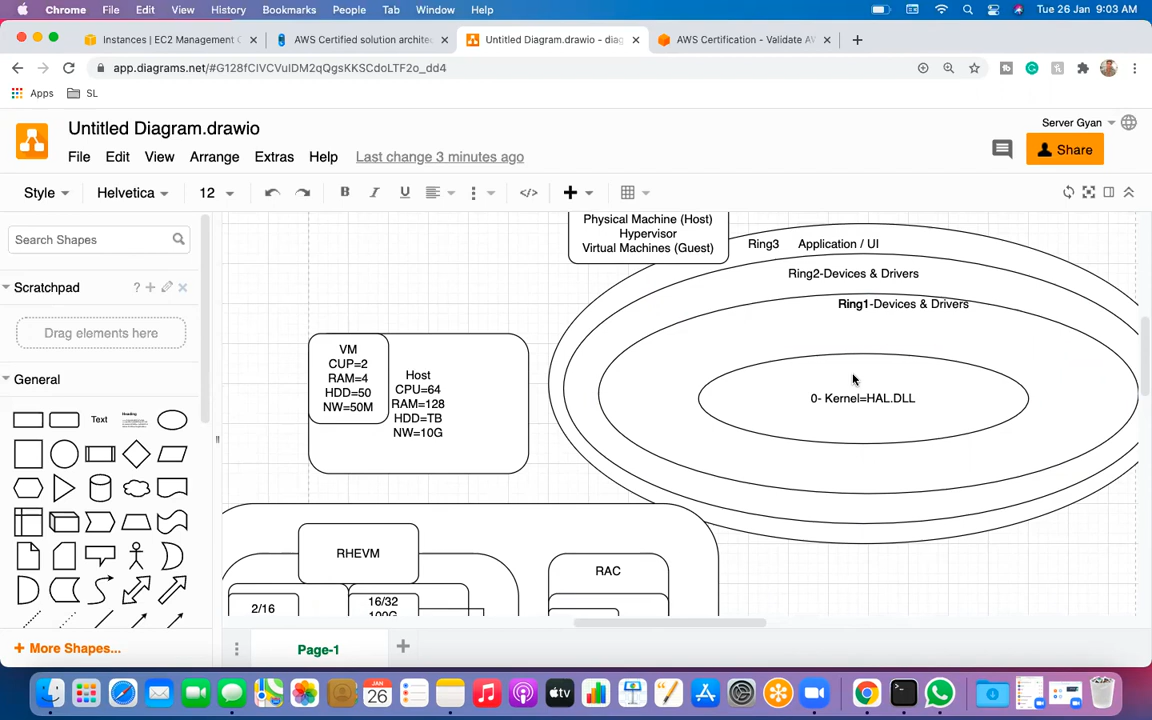 Chrome File Edit View History Bookmarks People Tab Window Help Tue 26 Jan 9:03 AM
Instances | EC2 Management C
AWS Certified solution archite
Untitled Diagram.drawio - diag
AWS Certification - Validate AW
app.diagrams.net/#G128fCIVCVuIDM2qQgsKKSCdoLTF2o_dd4
Apps SL
Untitled Diagram.drawio
Server Gyan
File Edit View Arrange Extras Help Last change 3 minutes ago
Share
Style Helvetica 12 B I U
Search Shapes
Scratchpad ?
Drag elements here
General
Text
Heading
More Shapes...
Physical Machine (Host)
Hypervisor
Virtual Machines (Guest)
Ring3 Application / UI
Ring2-Devices & Drivers
Ring1-Devices & Drivers
0- Kernel=HAL.DLL
VM
CUP=2
RAM=4
HDD=50
NW=50M
Host
CPU=64
RAM=128
HDD=TB
NW=10G
RHEVM
RAC
2/16
16/32
100G
Page-1
JAN
26
tv